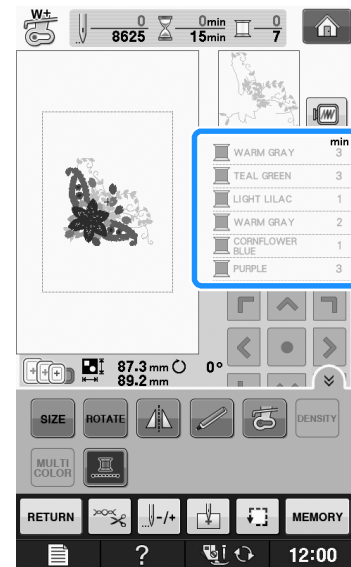 W+
0 0min 0
8625 15min 7
min
WARM GRAY 3
TEAL GREEN 3
LIGHT LILAC 1
WARM GRAY 2
CORNFLOWER
BLUE 1
PURPLE 3
87.3 mm 0°
89.2 mm
SIZE ROTATE DENSITY
MULTI
COLOR
RETURN -/+ MEMORY
? 12:00